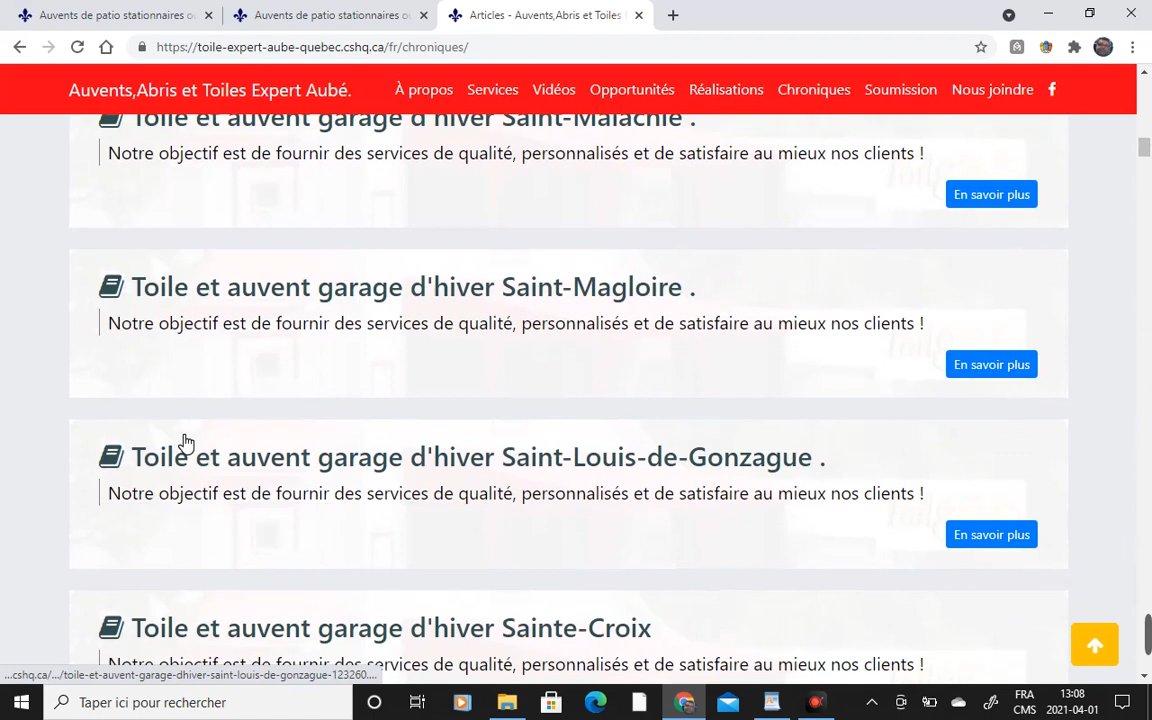 Auvents de patio stationnaires o
Auvents de patio stationnaires o
Articles - Auvents,Abris et Toiles
https://toile-expert-aube-quebec.cshq.ca/fr/chroniques/
Auvents,Abris et Toiles Expert Aubé. À propos Services Vidéos Opportunités Réalisations Chroniques Soumission Nous joindre
Toile et auvent garage d'hiver Saint-Malachie .
Notre objectif est de fournir des services de qualité, personnalisés et de satisfaire au mieux nos clients !
En savoir plus
Toile et auvent garage d'hiver Saint-Magloire .
Notre objectif est de fournir des services de qualité, personnalisés et de satisfaire au mieux nos clients !
En savoir plus
Toile et auvent garage d'hiver Saint-Louis-de-Gonzague .
Notre objectif est de fournir des services de qualité, personnalisés et de satisfaire au mieux nos clients !
En savoir plus
Toile et auvent garage d'hiver Sainte-Croix
Notre objectif est de fournir des services de qualité, personnalisés et de satisfaire au mieux nos clients !
...cshq.ca/.../toile-et-auvent-garage-dhiver-saint-louis-de-gonzague-123260....
Taper ici pour rechercher
FRA
CMS
13:08
2021-04-01